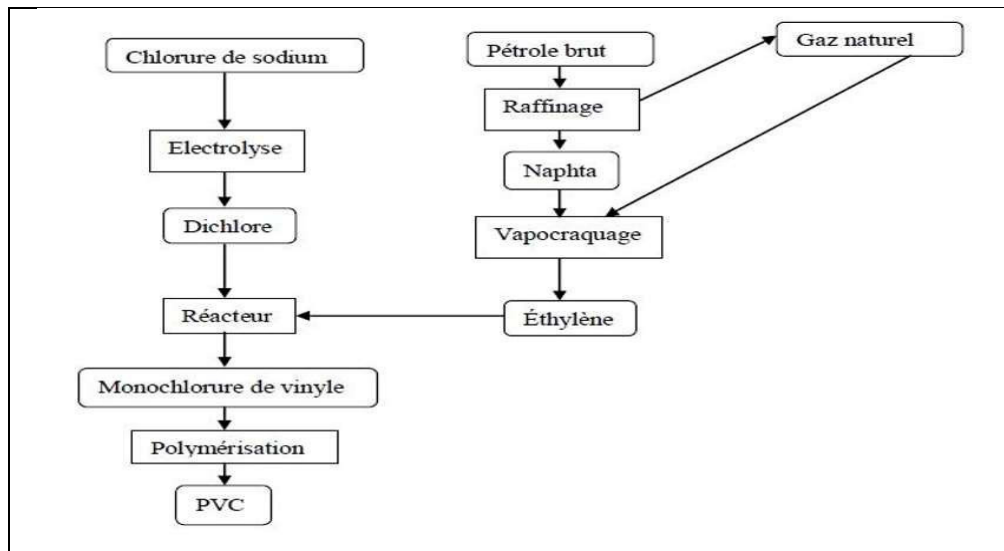 Chlorure de sodium
Pétrole brut
Gaz naturel
Raffinage
Electrolyse
Naphta
Dichlore
Vapocraquage
Réacteur
Éthylène
Monochlorure de vinyle
Polymérisation
PVC